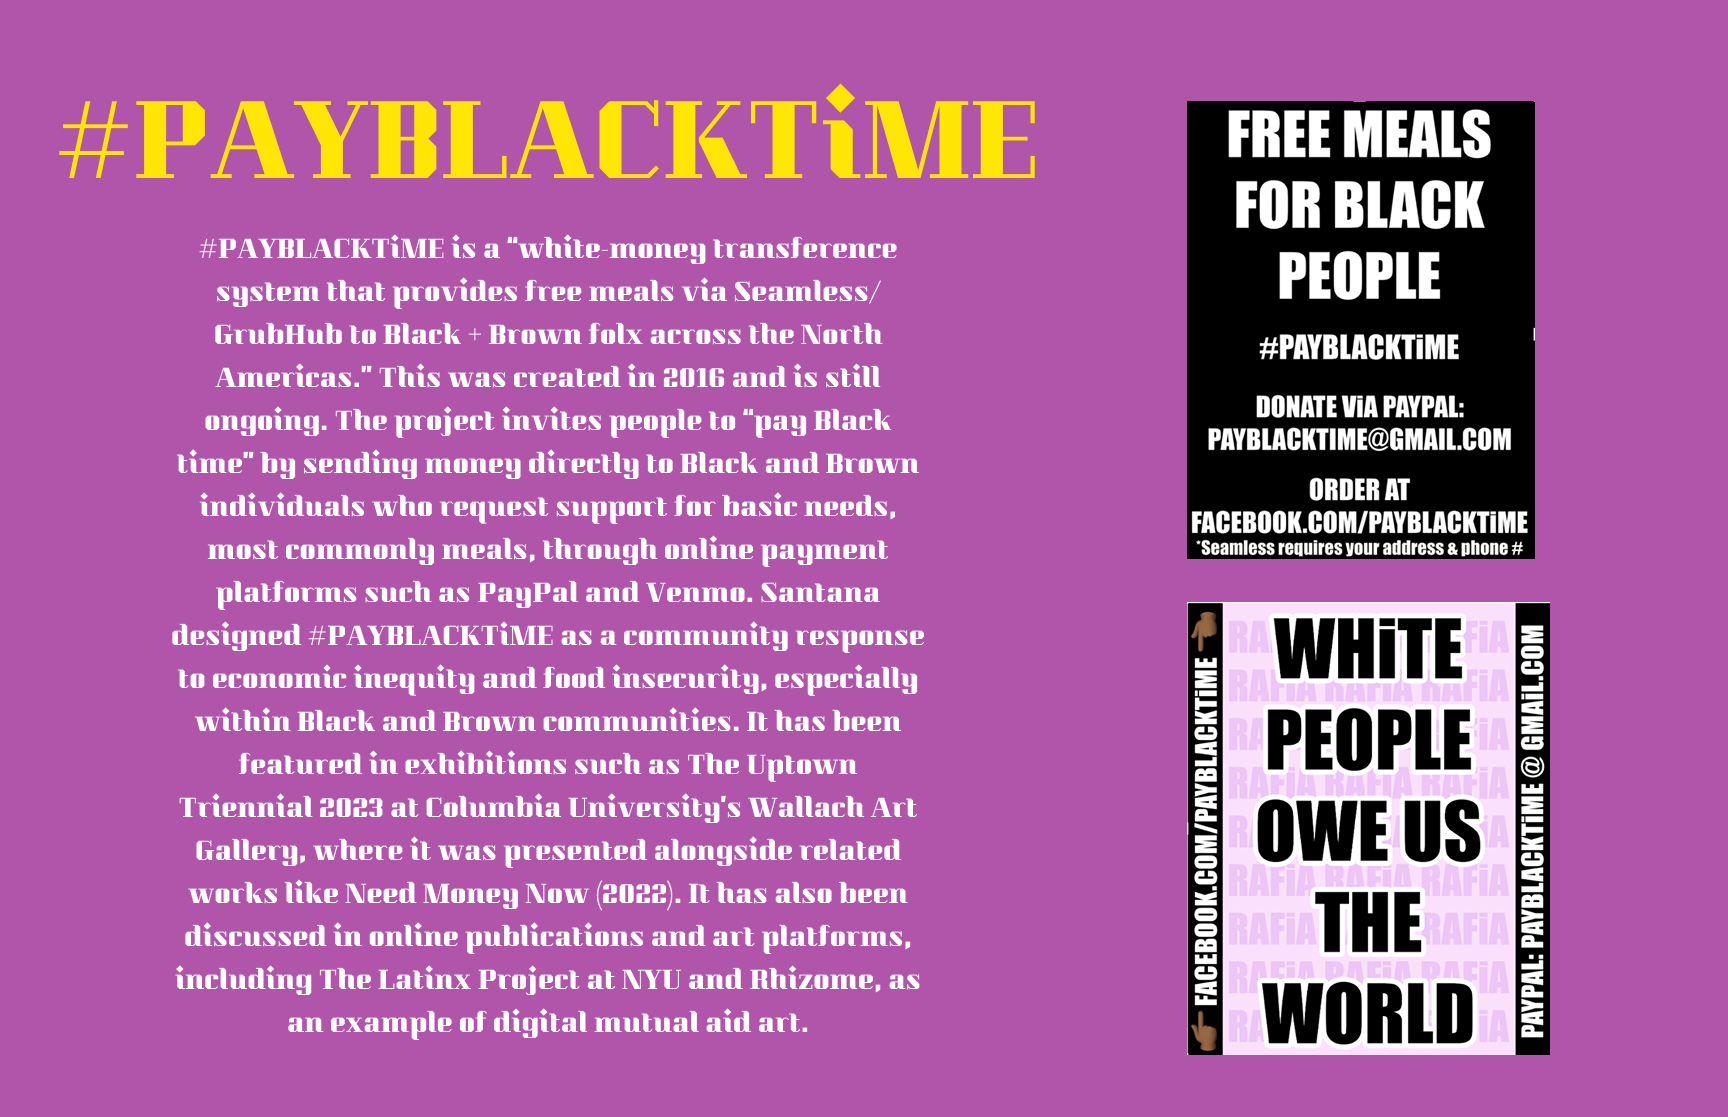 #PAYBLACKTiME
#PAYBLACKTiME is a “white-money transference
system that provides free meals via Seamless/
GrubHub to Black + Brown folx across the North
Americas.” This was created in 2016 and is still
ongoing. The project invites people to “pay Black
time” by sending money directly to Black and Brown
individuals who request support for basic needs,
most commonly meals, through online payment
platforms such as PayPal and Venmo. Santana
designed #PAYBLACKTiME as a community response
to economic inequity and food insecurity, especially
within Black and Brown communities. It has been
featured in exhibitions such as The Uptown
Triennial 2023 at Columbia University's Wallach Art
Gallery, where it was presented alongside related
works like Need Money Now (2022). It has also been
discussed in online publications and art platforms,
including The Latinx Project at NYU and Rhizome, as
an example of digital mutual aid art.
FREE MEALS
FOR BLACK
PEOPLE
#PAYBLACKTiME
DONATE ViA PAYPAL:
PAYBLACKTIME@GMAIL.COM
ORDER AT
FACEBOOK.COM/PAYBLACKTiME
*Seamless requires your address & phone #
FACEBOOK.COM/PAYBLACKTiME
WHiTE
PEOPLE
OWE US
THE
WORLD
PAYPAL: PAYBLACKTiME @ GMAiL.COM
RAFiA RAFiA RAFiA